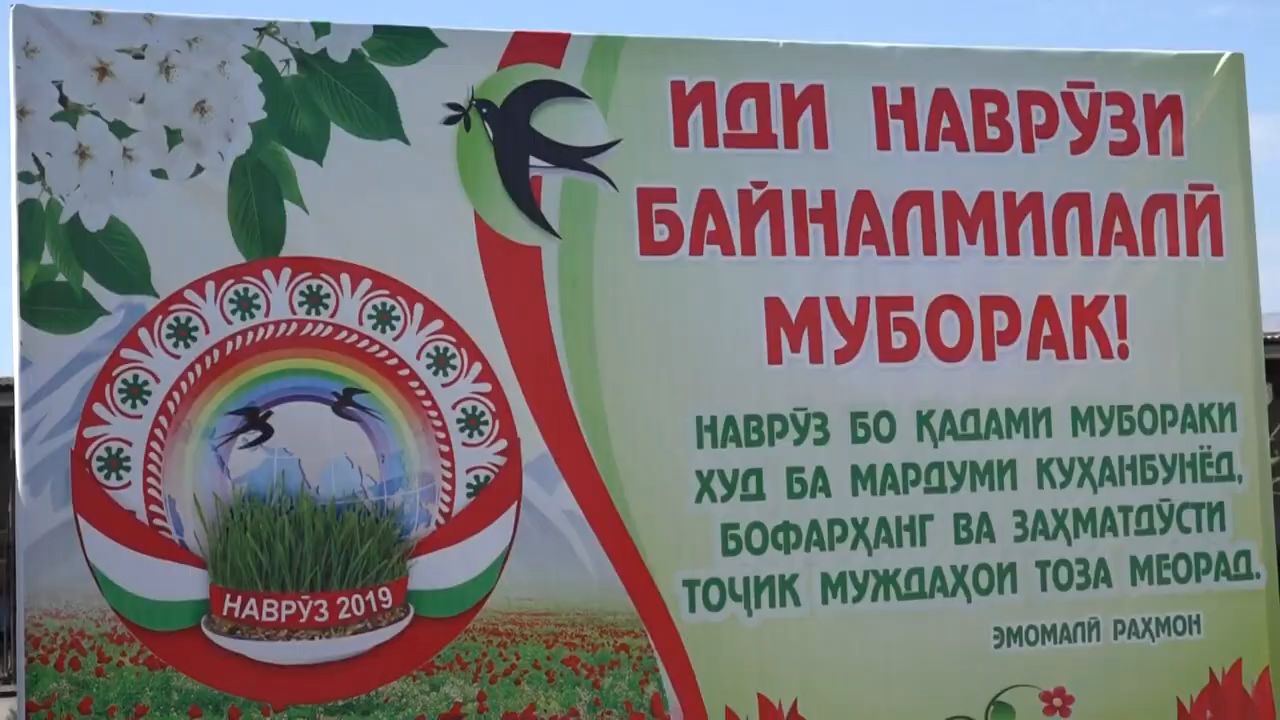 ИДИ НАВРӮЗИ
БАЙНАЛМИЛАЛӢ
МУБОРАК!
НАВРӮЗ БО ҚАДАМИ МУБОРАКИ
ХУД БА МАРДУМИ КУҲАНБУНЁД,
БОФАРҲАНГ ВА ЗАҲМАТДӮСТИ
ТОҶИК МУЖДАҲОИ ТОЗА МЕОРАД.
ЭМОМАЛӢ РАҲМОН
НАВРӮЗ 2019